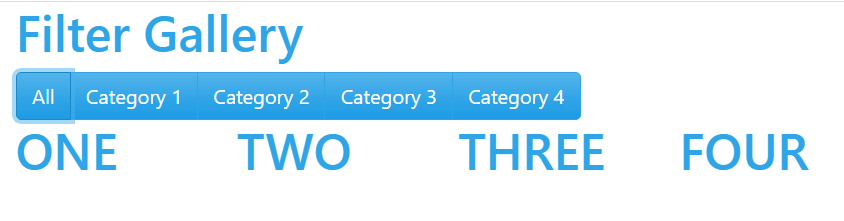 Filter Gallery
All Category 1 Category 2 Category 3 Category 4
ONE TWO THREE FOUR